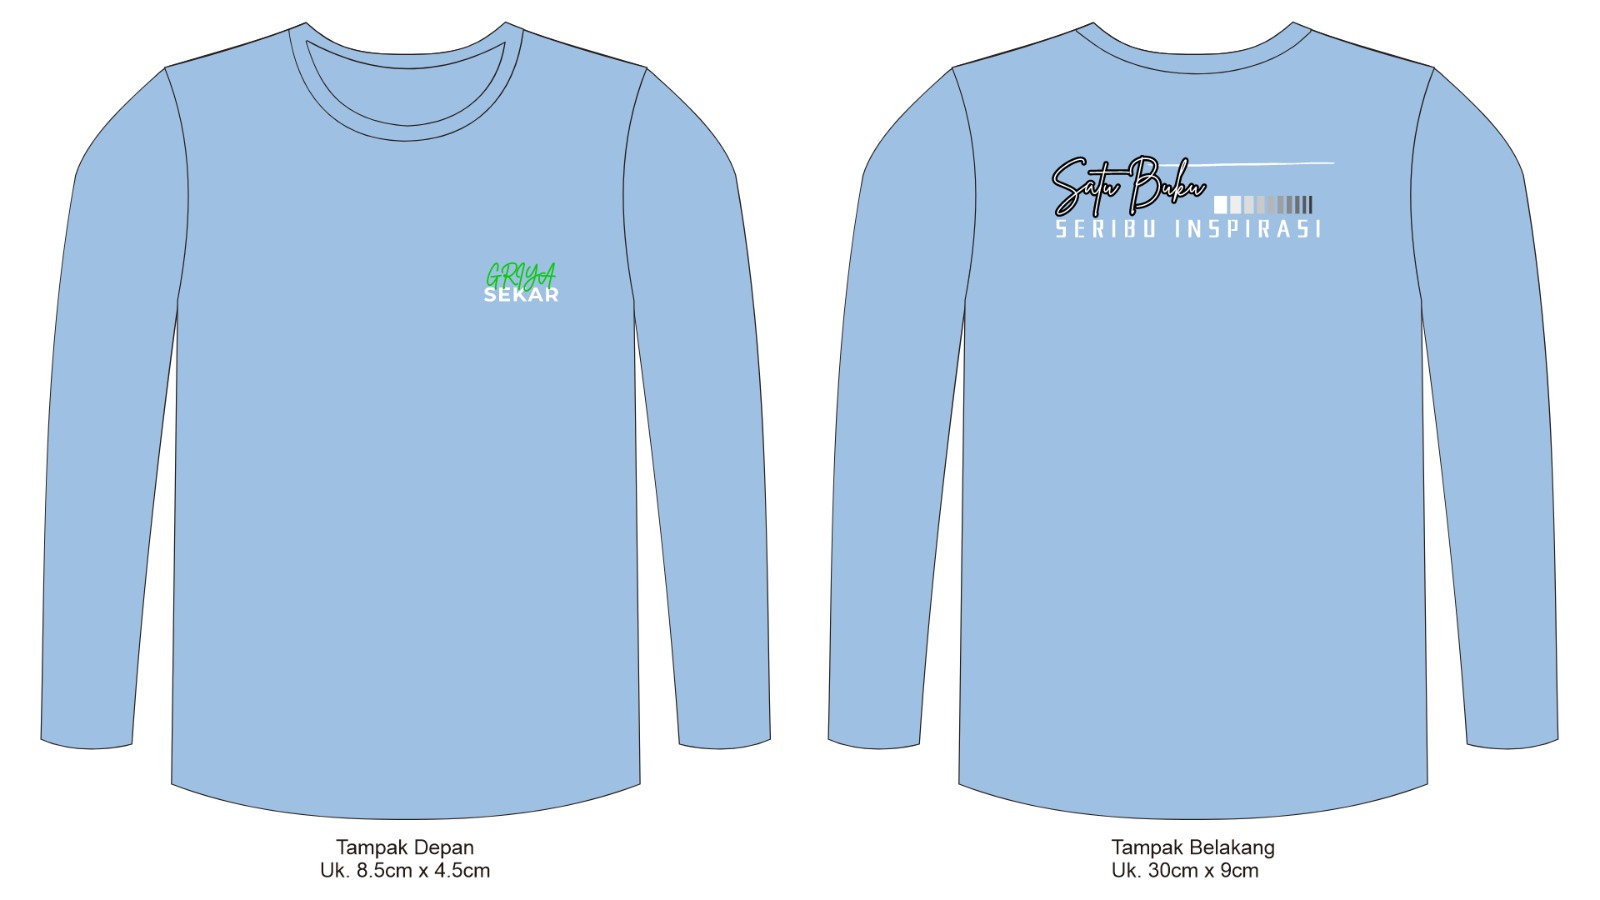 GRIYA
SEKAR
Satu Buku
SERIBU INSPIRASI
Tampak Depan
Uk. 8.5cm x 4.5cm
Tampak Belakang
Uk. 30cm x 9cm